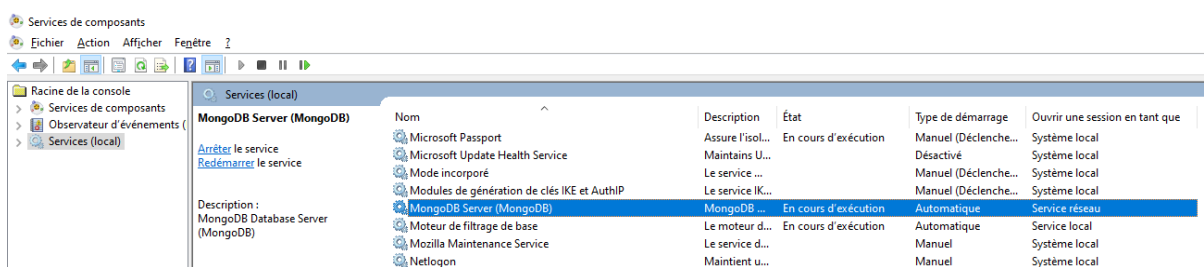 Services de composants
Fichier Action Afficher Fenêtre ?
Racine de la console
Services de composants
Observateur d'événements (
Services (local)
Services (local)
MongoDB Server (MongoDB)
Arrêter le service
Redémarrer le service
Description :
MongoDB Database Server
(MongoDB)
Nom Description État Type de démarrage Ouvrir une session en tant que
Microsoft Passport Assure l'isol... En cours d'exécution Manuel (Déclenche... Système local
Microsoft Update Health Service Maintains U... Désactivé Système local
Mode incorporé Le service ... Manuel (Déclenche... Système local
Modules de génération de clés IKE et AuthIP Le service IK... Manuel (Déclenche... Système local
MongoDB Server (MongoDB) MongoDB ... En cours d'exécution Automatique Service réseau
Moteur de filtrage de base Le moteur d... En cours d'exécution Automatique Service local
Mozilla Maintenance Service Le service d... Manuel Système local
Netlogon Maintient u... Manuel Système local